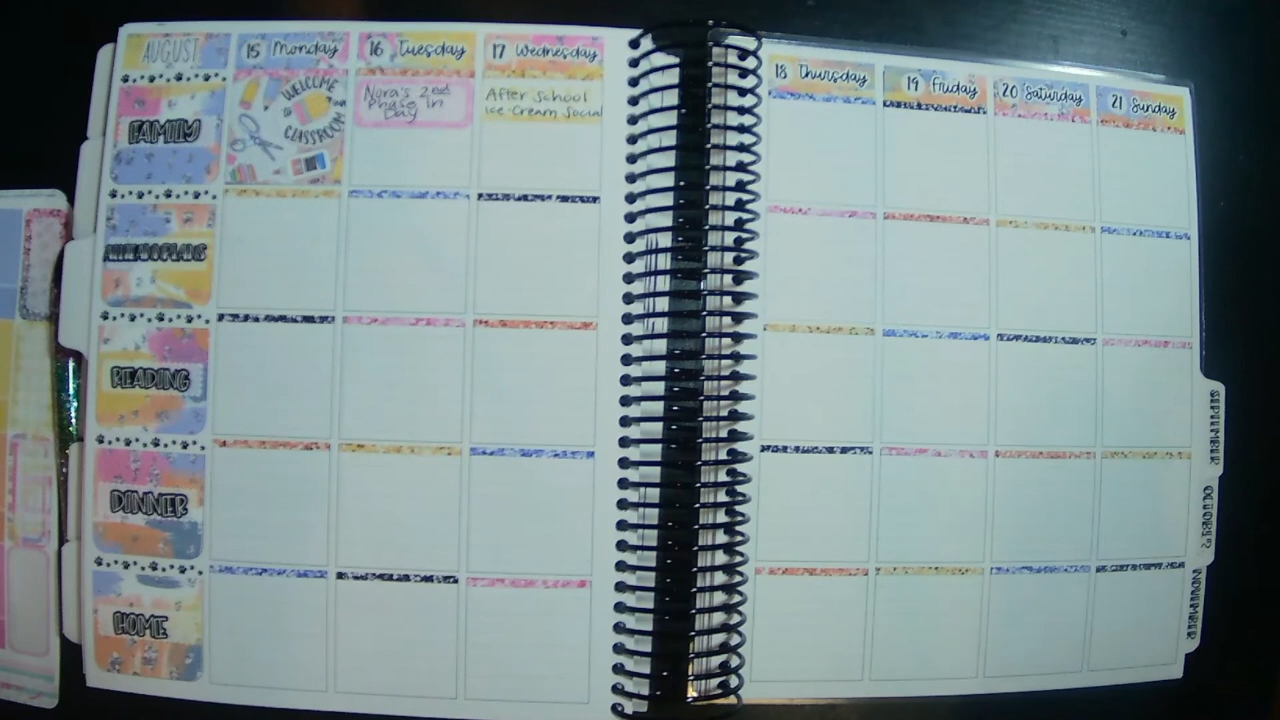 AUGUST
15 Monday
16 Tuesday
17 Wednesday
18 Thursday
19 Friday
20 Saturday
21 Sunday
FAMILY
WELCOME
CLASSROOM
Nora's 2nd
Phase In
Day
After School
Ice Cream Social
READING
DINNER
HOME
SEPTEMBER
OCTOBER
NOVEMBER